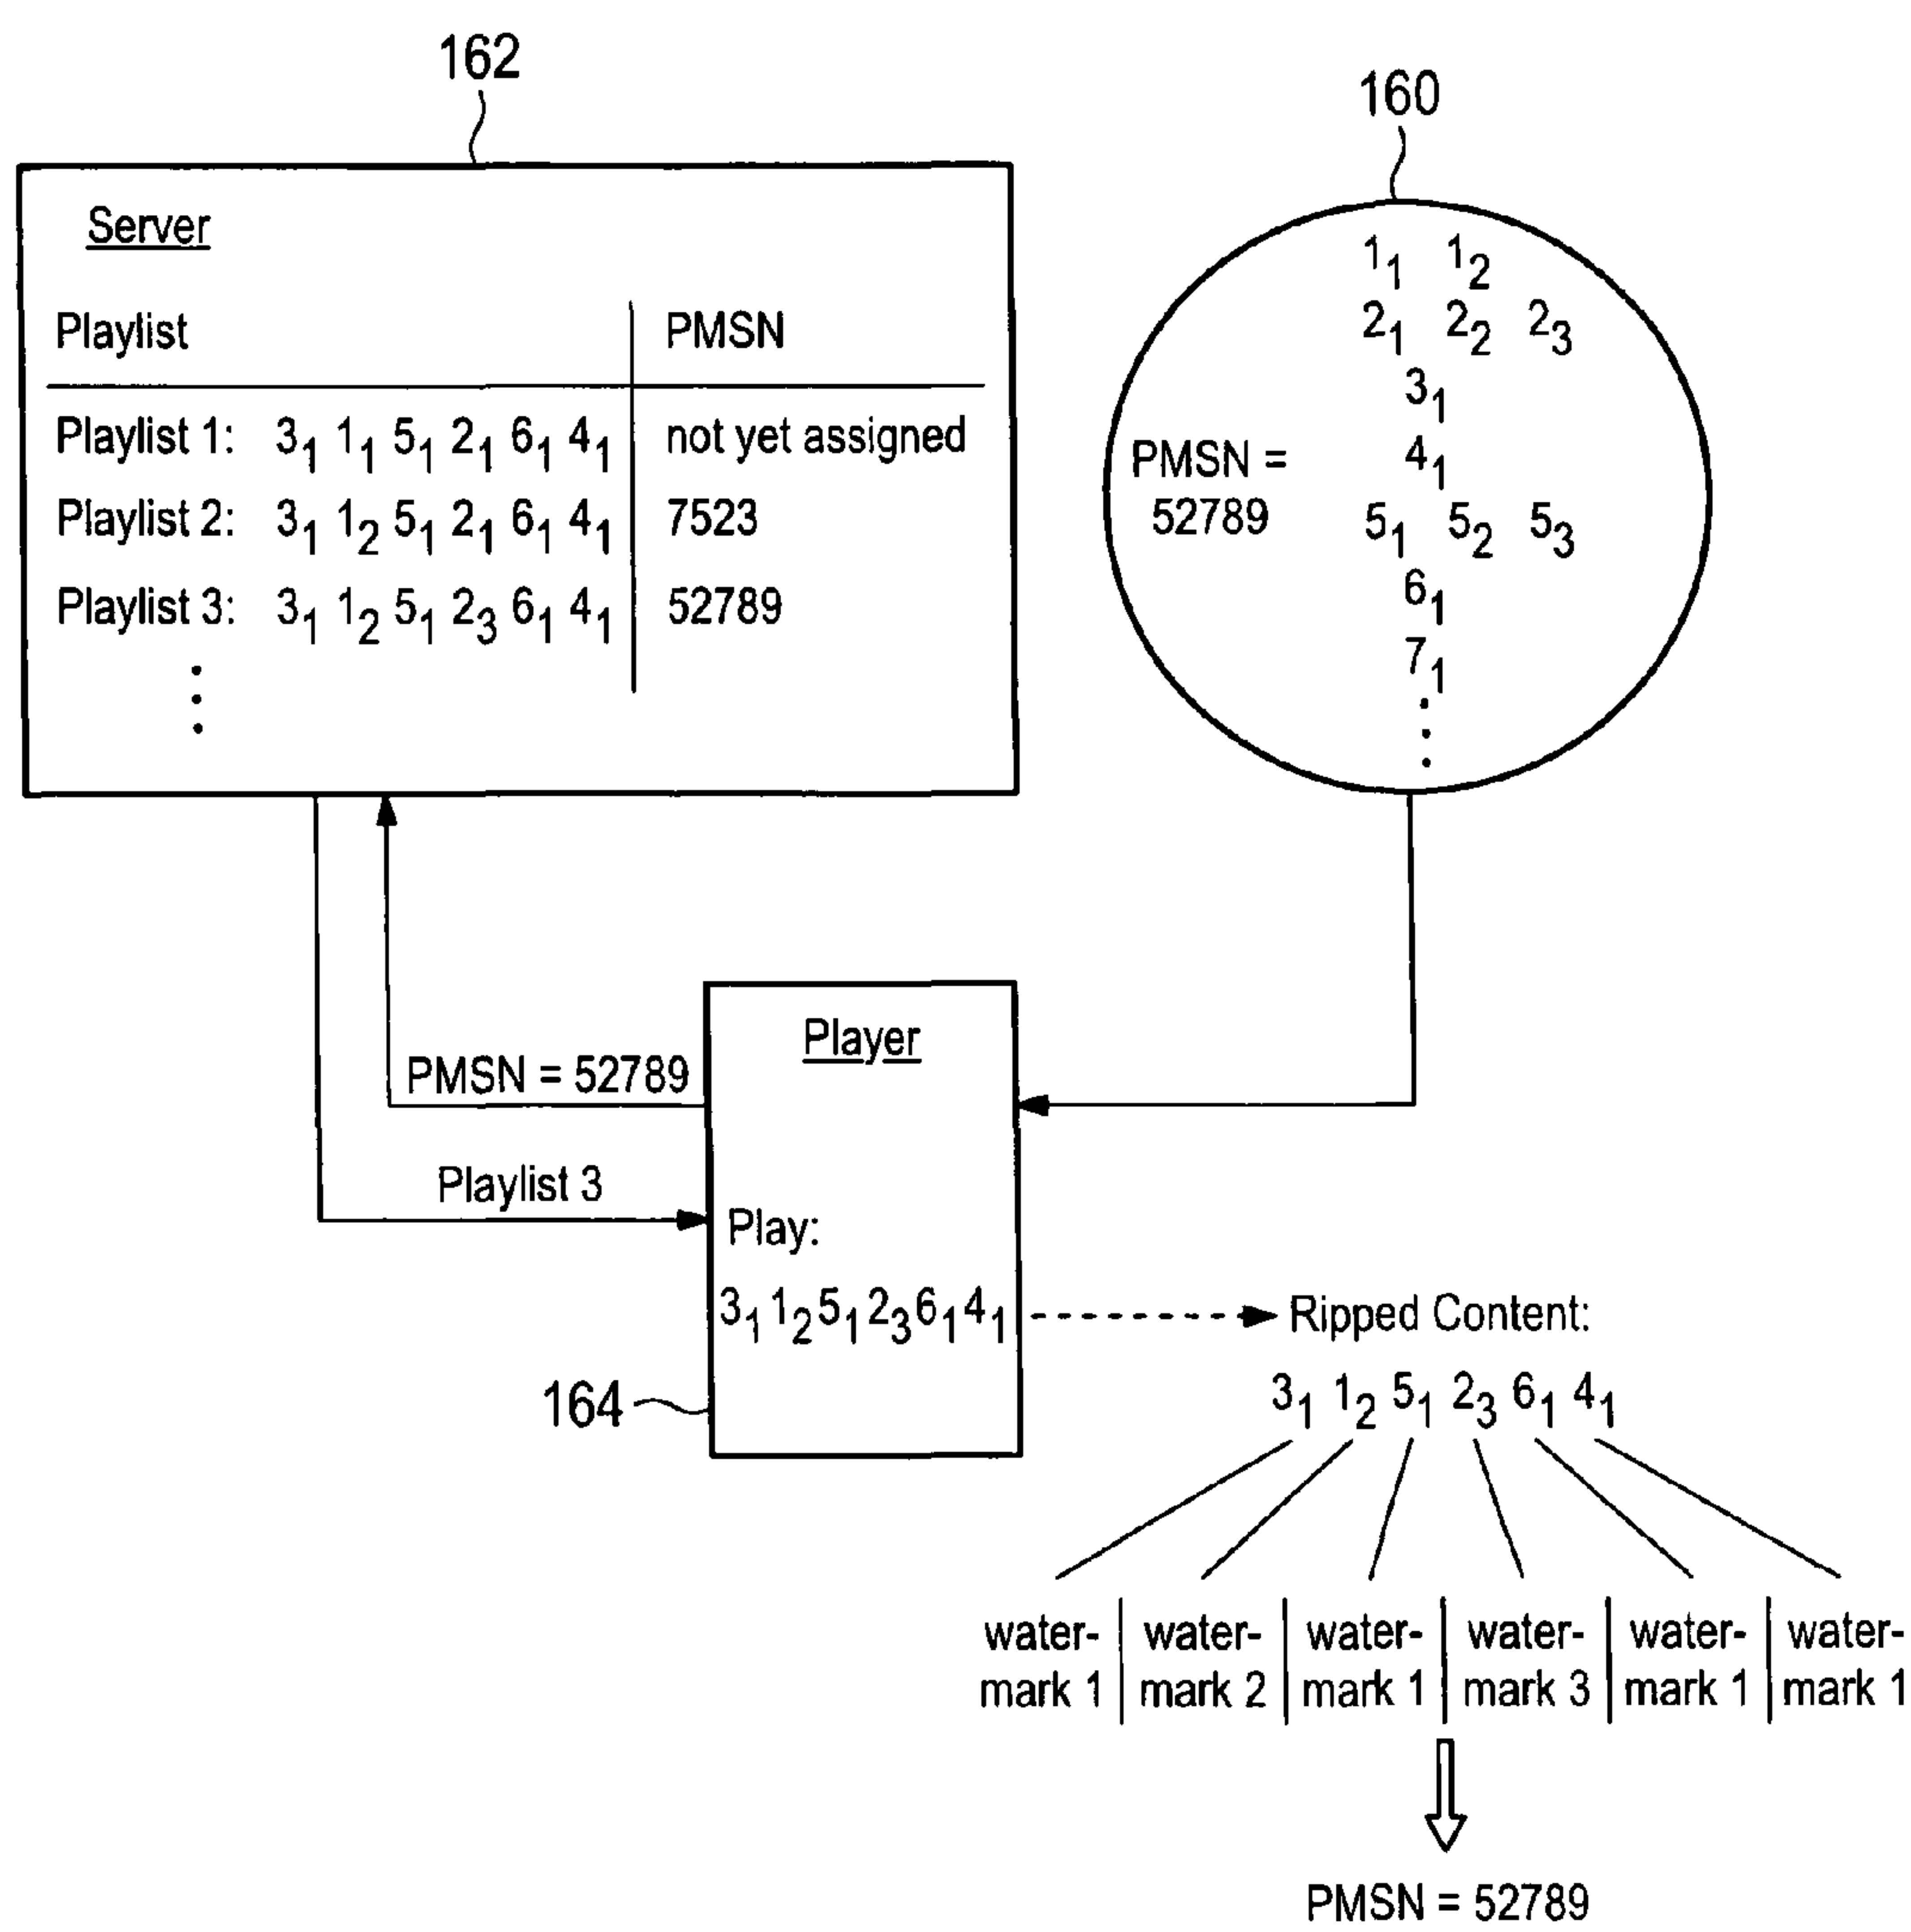 162
160
Server
Playlist PMSN
Playlist 1: 3₁ 1₁ 5₁ 2₁ 6₁ 4₁ not yet assigned
Playlist 2: 3₁ 1₂ 5₁ 2₁ 6₁ 4₁ 7523
Playlist 3: 3₁ 1₂ 5₁ 2₃ 6₁ 4₁ 52789
1₁ 1₂
2₁ 2₂ 2₃
3₁
4₁
PMSN =
52789
5₁ 5₂ 5₃
6₁
7₁
Player
PMSN = 52789
Playlist 3
Play:
3₁ 1₂ 5₁ 2₃ 6₁ 4₁
164
Ripped Content:
3₁ 1₂ 5₁ 2₃ 6₁ 4₁
water- water- water- water- water- water-
mark 1 mark 2 mark 1 mark 3 mark 1 mark 1
PMSN = 52789